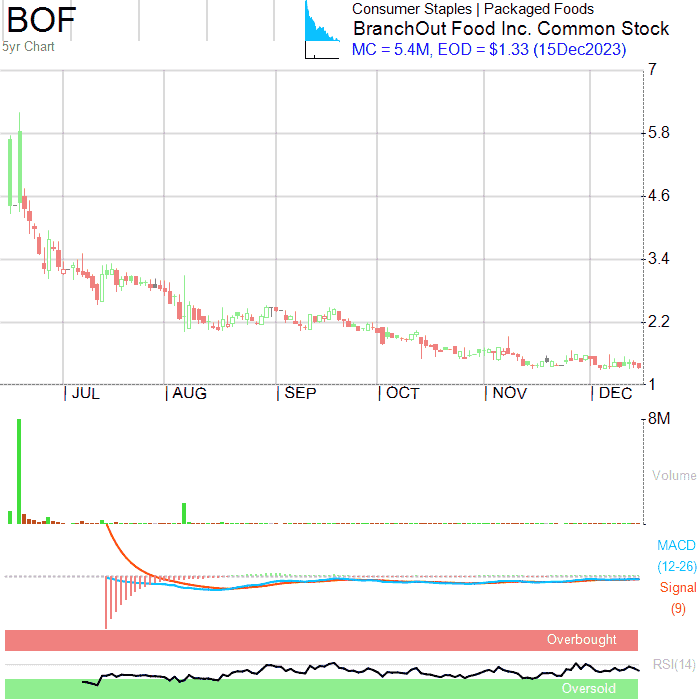 BOF
5yr Chart
Consumer Staples | Packaged Foods
BranchOut Food Inc. Common Stock
MC = 5.4M, EOD = $1.33 (15Dec2023)
7
5.8
4.6
3.4
2.2
1
JUL AUG SEP OCT NOV DEC
8M
Volume
MACD
(12-26)
Signal
(9)
Overbought
RSI(14)
Oversold